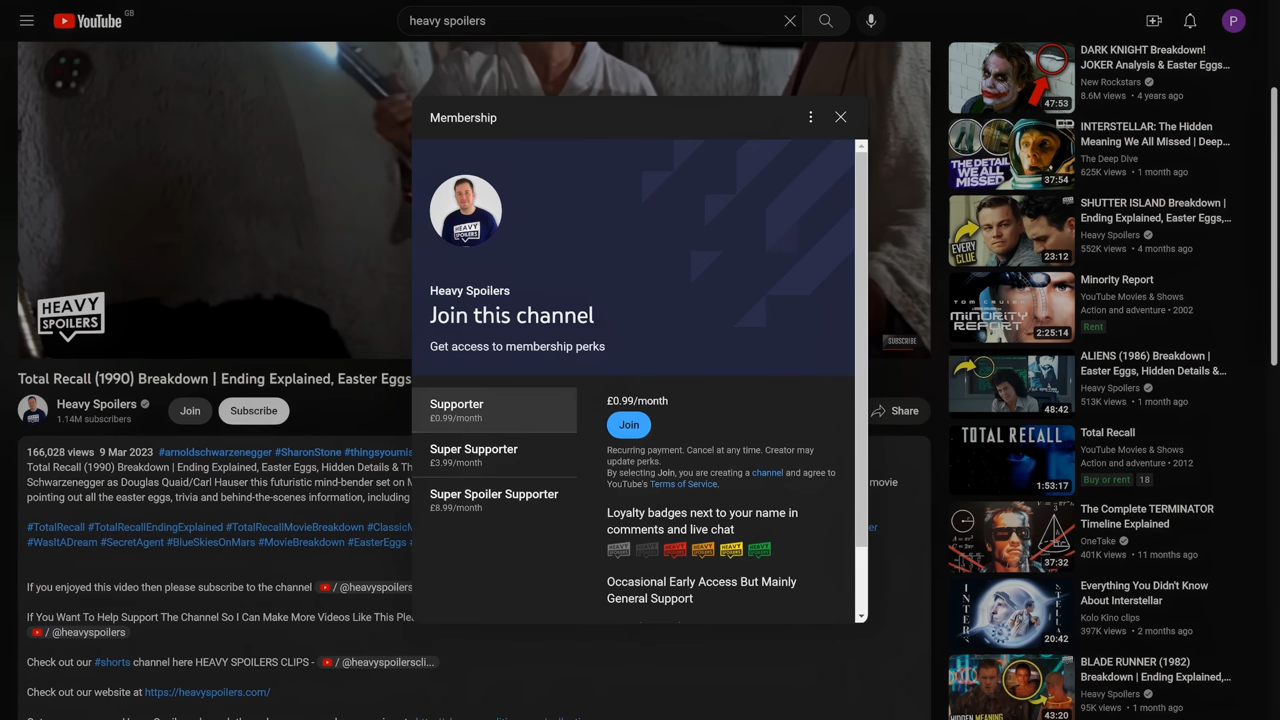 YouTube GB
heavy spoilers
P
HEAVY
SPOILERS
SUBSCRIBE
Total Recall (1990) Breakdown | Ending Explained, Easter Eggs
Heavy Spoilers
1.14M subscribers
Join
Subscribe
Share
166,028 views 9 Mar 2023 #arnoldschwarzenegger #SharonStone #thingsyoumis
Total Recall (1990) Breakdown | Ending Explained, Easter Eggs, Hidden Details & Th
Schwarzenegger as Douglas Quaid/Carl Hauser this futuristic mind-bender set on M
movie
pointing out all the easter eggs, trivia and behind-the-scenes information, including
#TotalRecall #TotalRecallEndingExplained #TotalRecallMovieBreakdown #ClassicM
#WasItADream #SecretAgent #BlueSkiesOnMars #MovieBreakdown #EasterEggs
If you enjoyed this video then please subscribe to the channel / @heavyspoilers
If You Want To Help Support The Channel So I Can Make More Videos Like This Ple
/ @heavyspoilers
Check out our #shorts channel here HEAVY SPOILERS CLIPS - / @heavyspoilerscli...
Check out our website at https://heavyspoilers.com/
Membership
HEAVY
SPOILERS
Heavy Spoilers
Join this channel
Get access to membership perks
Supporter
£0.99/month
Super Supporter
£3.99/month
Super Spoiler Supporter
£8.99/month
£0.99/month
Join
Recurring payment. Cancel at any time. Creator may
update perks.
By selecting Join, you are creating a channel and agree to
YouTube's Terms of Service.
Loyalty badges next to your name in
comments and live chat
Occasional Early Access But Mainly
General Support
47:53
DARK KNIGHT Breakdown!
JOKER Analysis & Easter Eggs...
New Rockstars
8.6M views • 4 years ago
THE DETAIL
WE ALL
MISSED
37:54
INTERSTELLAR: The Hidden
Meaning We All Missed | Deep...
The Deep Dive
625K views • 1 month ago
EVERY
CLUE
23:12
SHUTTER ISLAND Breakdown |
Ending Explained, Easter Eggs,...
Heavy Spoilers
552K views • 4 months ago
TOM CRUISE
MINORITY
REPORT
2:25:14
Minority Report
YouTube Movies & Shows
Action and adventure • 2002
Rent
48:42
ALIENS (1986) Breakdown |
Easter Eggs, Hidden Details &...
Heavy Spoilers
513K views • 1 month ago
TOTAL RECALL
1:53:17
Total Recall
YouTube Movies & Shows
Action and adventure • 2012
Buy or rent 18
37:32
The Complete TERMINATOR
Timeline Explained
OneTake
401K views • 11 months ago
INTER
STELLAR
20:42
Everything You Didn't Know
About Interstellar
Kolo Kino clips
397K views • 2 months ago
HIDDEN MEANING
43:20
BLADE RUNNER (1982)
Breakdown | Ending Explained,...
Heavy Spoilers
95K views • 1 month ago